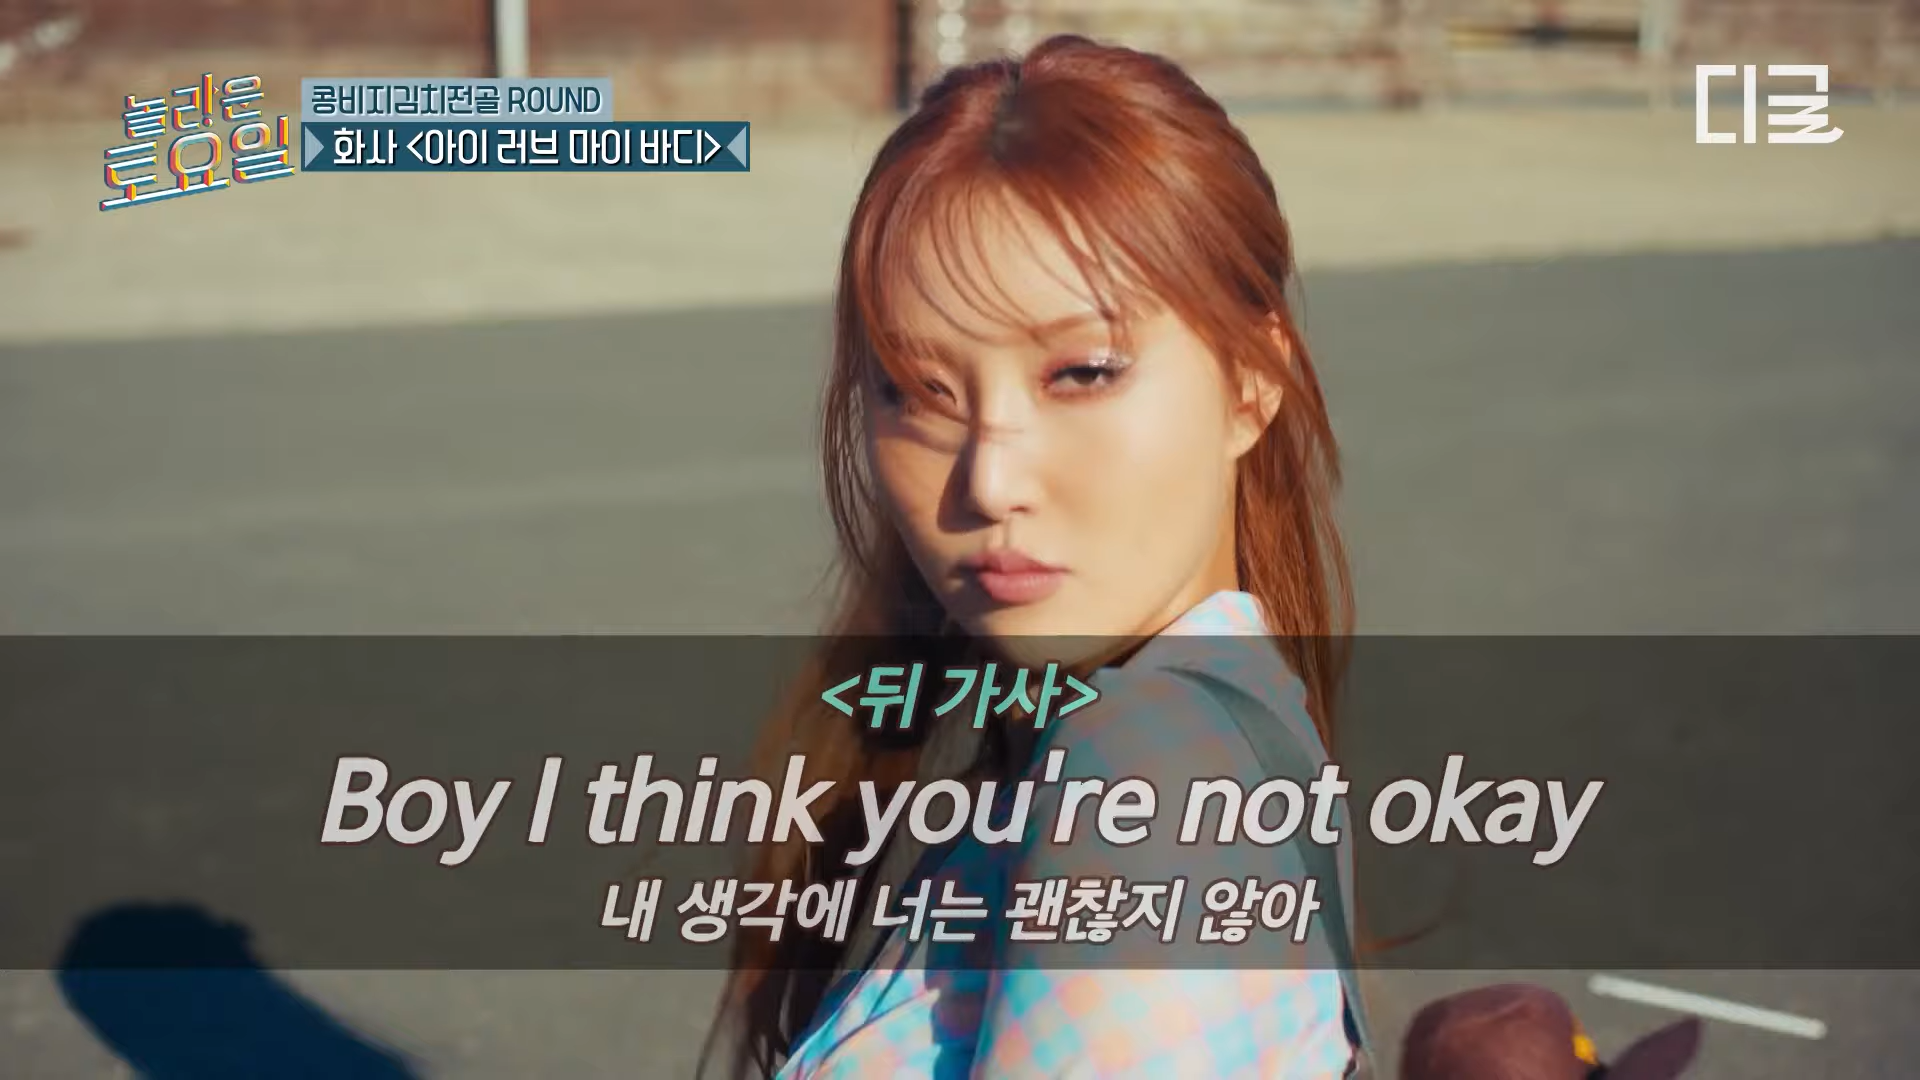 놀라운
토요일
콩비지김치전골 ROUND
화사 <아이 러브 마이 바디>
디글
<뒤 가사>
Boy I think you're not okay
내 생각에 너는 괜찮지 않아